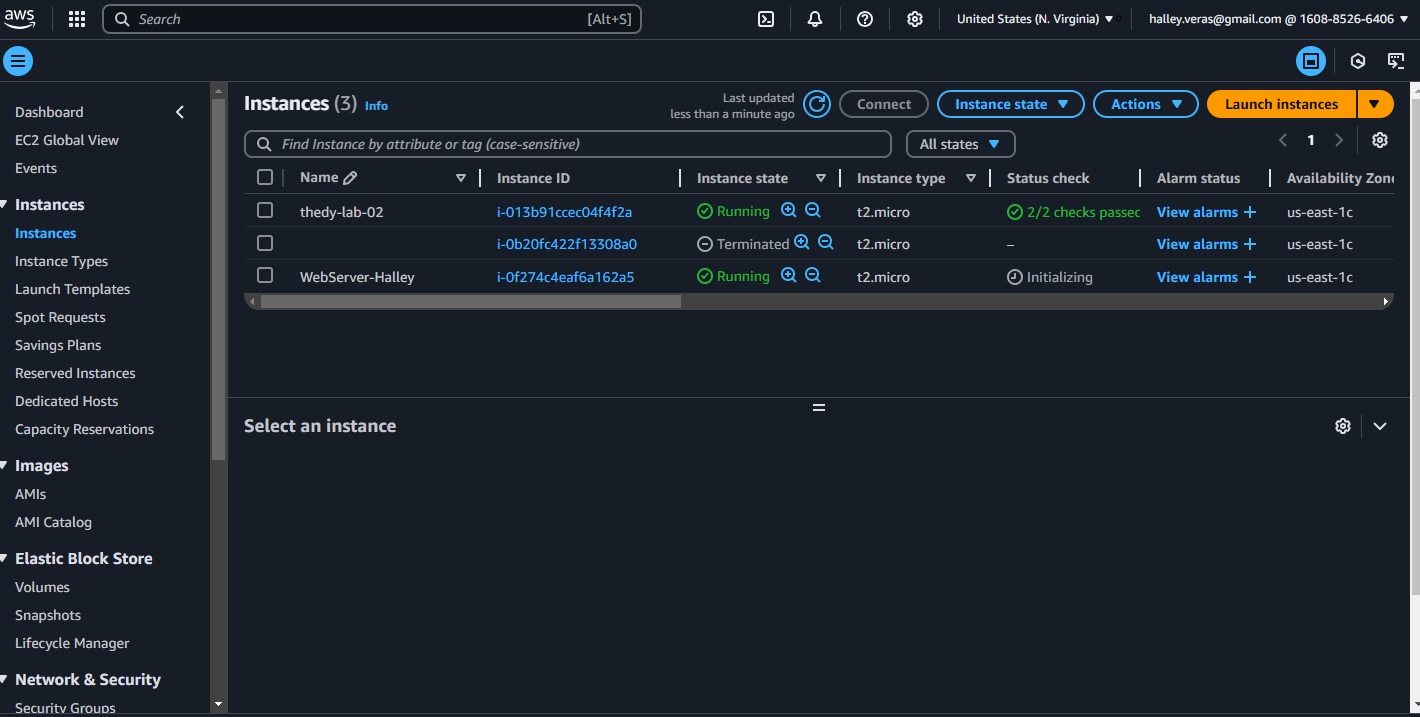 aws
Search [Alt+S]
United States (N. Virginia)
halley.veras@gmail.com @ 1608-8526-6406
Dashboard
EC2 Global View
Events
Instances
Instances
Instance Types
Launch Templates
Spot Requests
Savings Plans
Reserved Instances
Dedicated Hosts
Capacity Reservations
Images
AMIs
AMI Catalog
Elastic Block Store
Volumes
Snapshots
Lifecycle Manager
Network & Security
Security Groups
Instances (3) Info
Last updated
less than a minute ago
Connect
Instance state
Actions
Launch instances
Find Instance by attribute or tag (case-sensitive)
All states
1
Name Instance ID Instance state Instance type Status check Alarm status Availability Zon
thedy-lab-02 i-013b91ccec04f4f2a Running t2.micro 2/2 checks passec View alarms + us-east-1c
i-0b20fc422f13308a0 Terminated t2.micro – View alarms + us-east-1c
WebServer-Halley i-0f274c4eaf6a162a5 Running t2.micro Initializing View alarms + us-east-1c
Select an instance